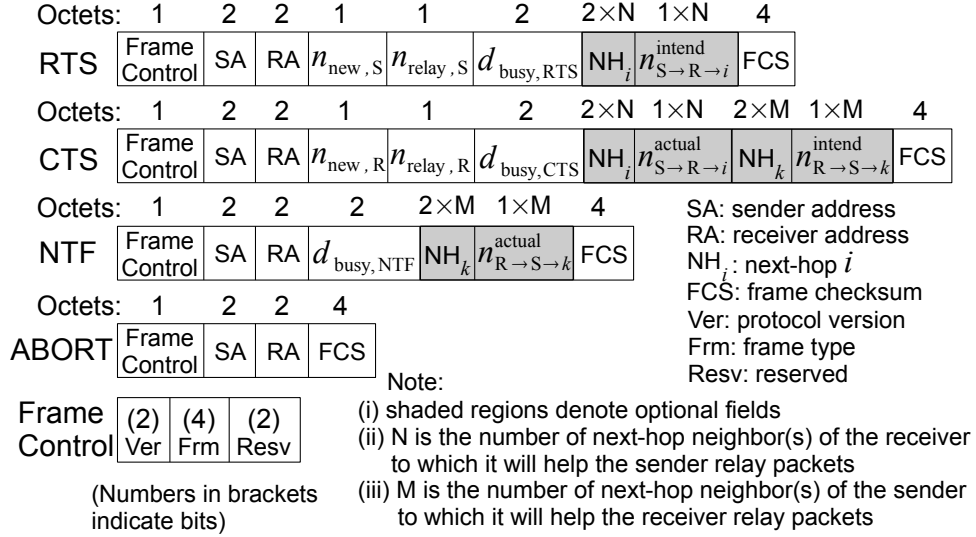 Octets: 1 2 2 1 1 2 2×N 1×N 4
RTS Frame Control SA RA n_new,S n_relay,S d_busy,RTS NH_i n^intend_S→R→i FCS
Octets: 1 2 2 1 1 2 2×N 1×N 2×M 1×M 4
CTS Frame Control SA RA n_new,R n_relay,R d_busy,CTS NH_i n^actual_S→R→i NH_k n^intend_R→S→k FCS
Octets: 1 2 2 2 2×M 1×M 4
NTF Frame Control SA RA d_busy,NTF NH_k n^actual_R→S→k FCS
Octets: 1 2 2 4
ABORT Frame Control SA RA FCS
SA: sender address
RA: receiver address
NH_i: next-hop i
FCS: frame checksum
Ver: protocol version
Frm: frame type
Resv: reserved
Frame Control (2) Ver (4) Frm (2) Resv
(Numbers in brackets
indicate bits)
Note:
(i) shaded regions denote optional fields
(ii) N is the number of next-hop neighbor(s) of the receiver
to which it will help the sender relay packets
(iii) M is the number of next-hop neighbor(s) of the sender
to which it will help the receiver relay packets